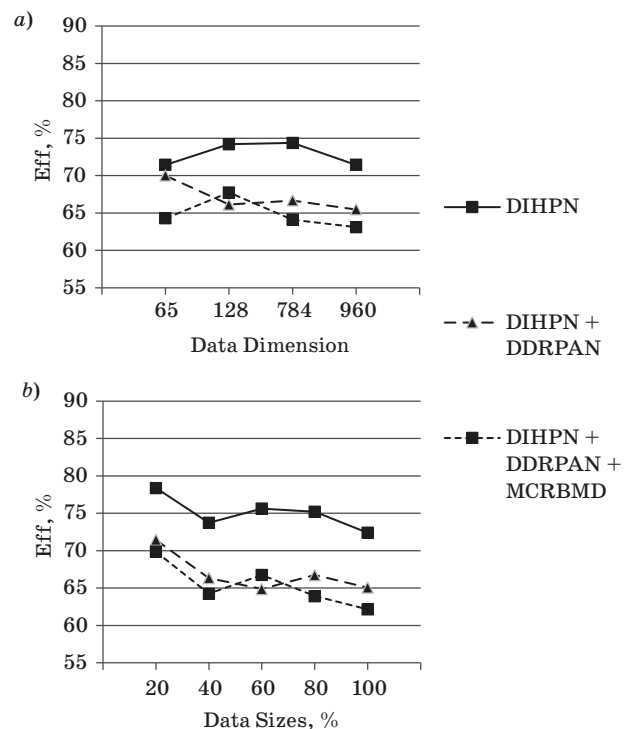 a)
90
85
80
75
70
65
60
55
Eff, %
65 128 784 960
Data Dimension
DIHPN
DIHPN +
DDRPAN
DIHPN +
DDRPAN +
MCRBMD
b)
90
85
80
75
70
65
60
55
Eff, %
20 40 60 80 100
Data Sizes, %